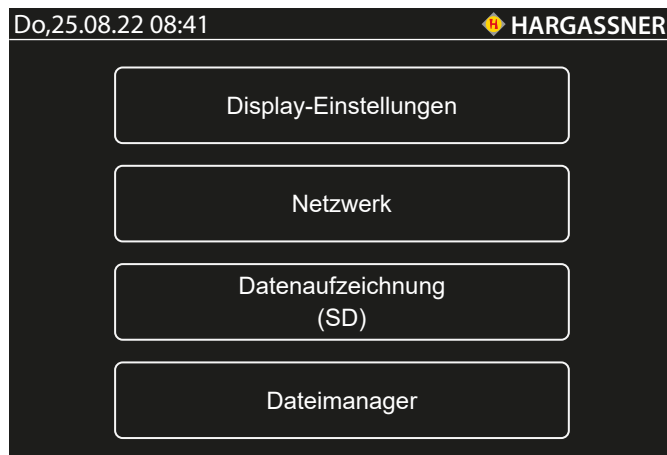 Do,25.08.22 08:41
H HARGASSNER
Display-Einstellungen
Netzwerk
Datenaufzeichnung
(SD)
Dateimanager